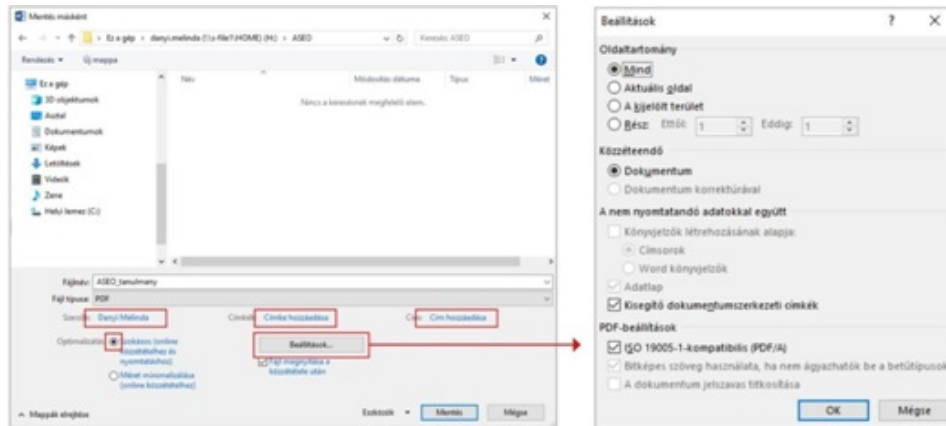 Mentés másként
Ez a gép > danyi.melinda (\\s-file1\HOME) (H:) > ASEO
Keresés: ASEO
Rendezés
Új mappa
Ez a gép
3D objektumok
Asztal
Dokumentumok
Képek
Letöltések
Videók
Zene
Helyi lemez (C:)
Név
Módosítás dátuma
Típus
Méret
Nincs a keresésnek megfelelő elem.
Fájlnév: ASEO_tanulmany
Fájl típusa: PDF
Szerzők: Danyi Melinda
Címkék: Címke hozzáadása
Cím: Cím hozzáadása
Optimalizálás: Szokásos (online
közzétételhez és
nyomtatáshoz)
Méret minimalizálása
(online közzétételhez)
Beállítások...
Fájl megnyitása a
közzététel után
Mappák elrejtése
Eszközök
Mentés
Mégse
Beállítások
? X
Oldaltartomány
Mind
Aktuális oldal
A kijelölt terület
Rész: Ettől: 1 Eddig: 1
Közzéteendő
Dokumentum
Dokumentum korrektúrával
A nem nyomtatandó adatokkal együtt
Könyvjelzők létrehozásának alapja:
Címsorok
Word könyvjelzők
Adatlap
Kisegítő dokumentumszerkezeti címkék
PDF-beállítások
ISO 19005-1-kompatibilis (PDF/A)
Bitképes szöveg használata, ha nem ágyazhatók be a betűtípusok
A dokumentum jelszavas titkosítása
OK
Mégse